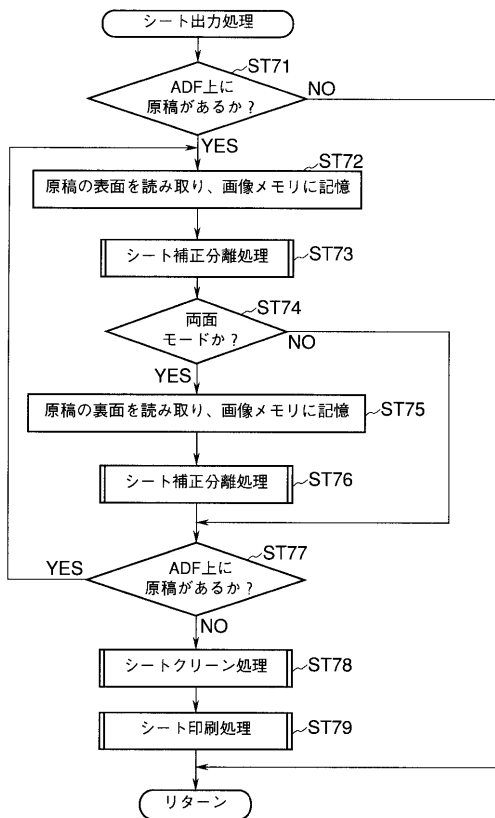 シート出力処理
ST71
ADF上に
原稿があるか?
NO
YES
ST72
原稿の表面を読み取り、画像メモリに記憶
シート補正分離処理
ST73
ST74
両面
モードか?
NO
YES
原稿の裏面を読み取り、画像メモリに記憶
ST75
シート補正分離処理
ST76
ST77
YES
ADF上に
原稿があるか?
NO
シートクリーン処理
ST78
シート印刷処理
ST79
リターン